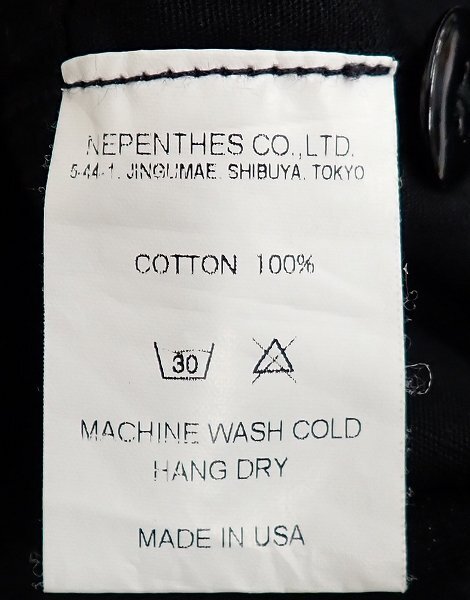 NEPENTHES CO.,LTD.
5-44-1, JINGUMAE, SHIBUYA, TOKYO
COTTON 100%
30
MACHINE WASH COLD
HANG DRY
MADE IN USA